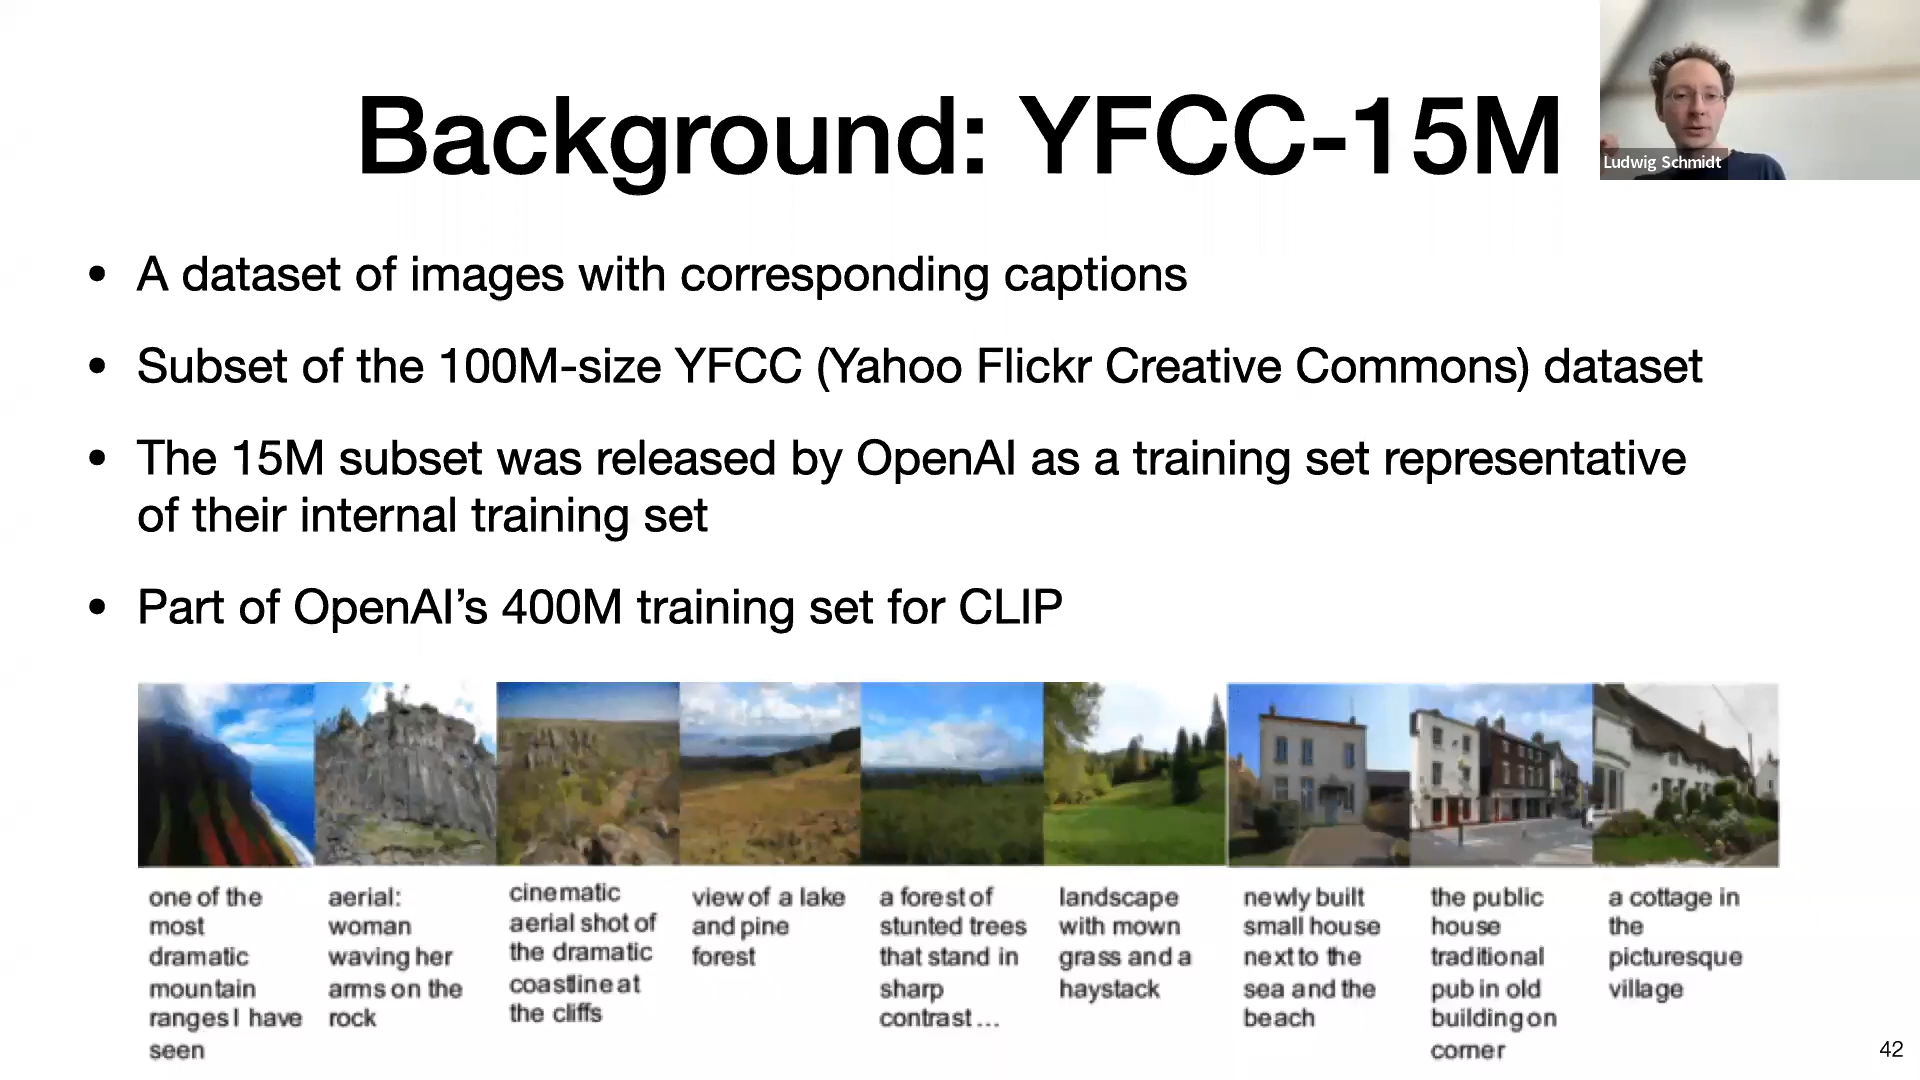 Background: YFCC-15M
Ludwig Schmidt
• A dataset of images with corresponding captions
• Subset of the 100M-size YFCC (Yahoo Flickr Creative Commons) dataset
• The 15M subset was released by OpenAI as a training set representative
of their internal training set
• Part of OpenAI’s 400M training set for CLIP
one of the
most
dramatic
mountain
ranges I have
seen
aerial:
woman
waving her
arms on the
rock
cinematic
aerial shot of
the dramatic
coastline at
the cliffs
view of a lake
and pine
forest
a forest of
stunted trees
that stand in
sharp
contrast…
landscape
with mown
grass and a
haystack
newly built
small house
next to the
sea and the
beach
the public
house
traditional
pub in old
building on
corner
a cottage in
the
picturesque
village
42